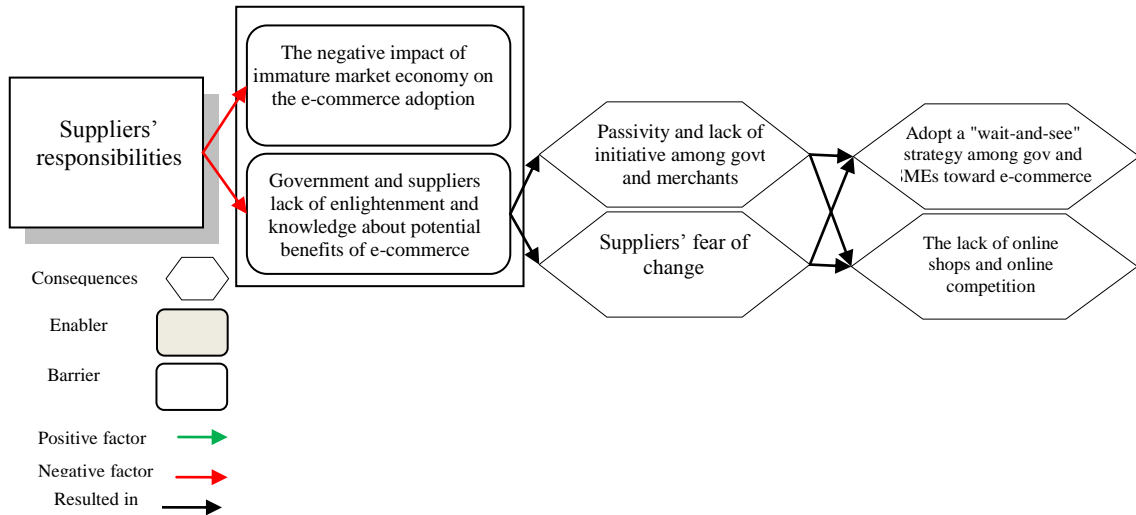 Suppliers’
responsibilities
The negative impact of
immature market economy on
the e-commerce adoption
Government and suppliers
lack of enlightenment and
knowledge about potential
benefits of e-commerce
Passivity and lack of
initiative among govt
and merchants
Suppliers’ fear of
change
Adopt a "wait-and-see"
strategy among gov and
SMEs toward e-commerce
The lack of online
shops and online
competition
Consequences
Enabler
Barrier
Positive factor
Negative factor
Resulted in